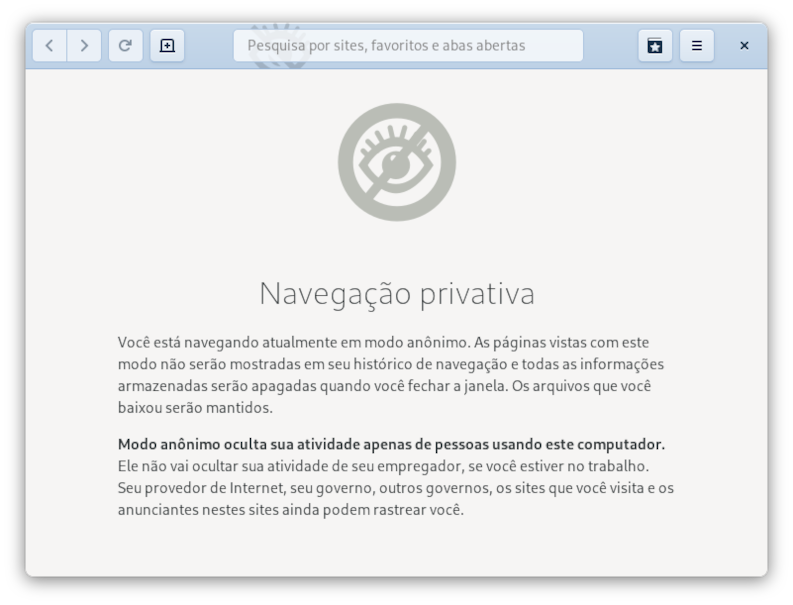 Pesquisa por sites, favoritos e abas abertas
Navegação privativa
Você está navegando atualmente em modo anônimo. As páginas vistas com este
modo não serão mostradas em seu histórico de navegação e todas as informações
armazenadas serão apagadas quando você fechar a janela. Os arquivos que você
baixou serão mantidos.
Modo anônimo oculta sua atividade apenas de pessoas usando este computador.
Ele não vai ocultar sua atividade de seu empregador, se você estiver no trabalho.
Seu provedor de Internet, seu governo, outros governos, os sites que você visita e os
anunciantes nestes sites ainda podem rastrear você.